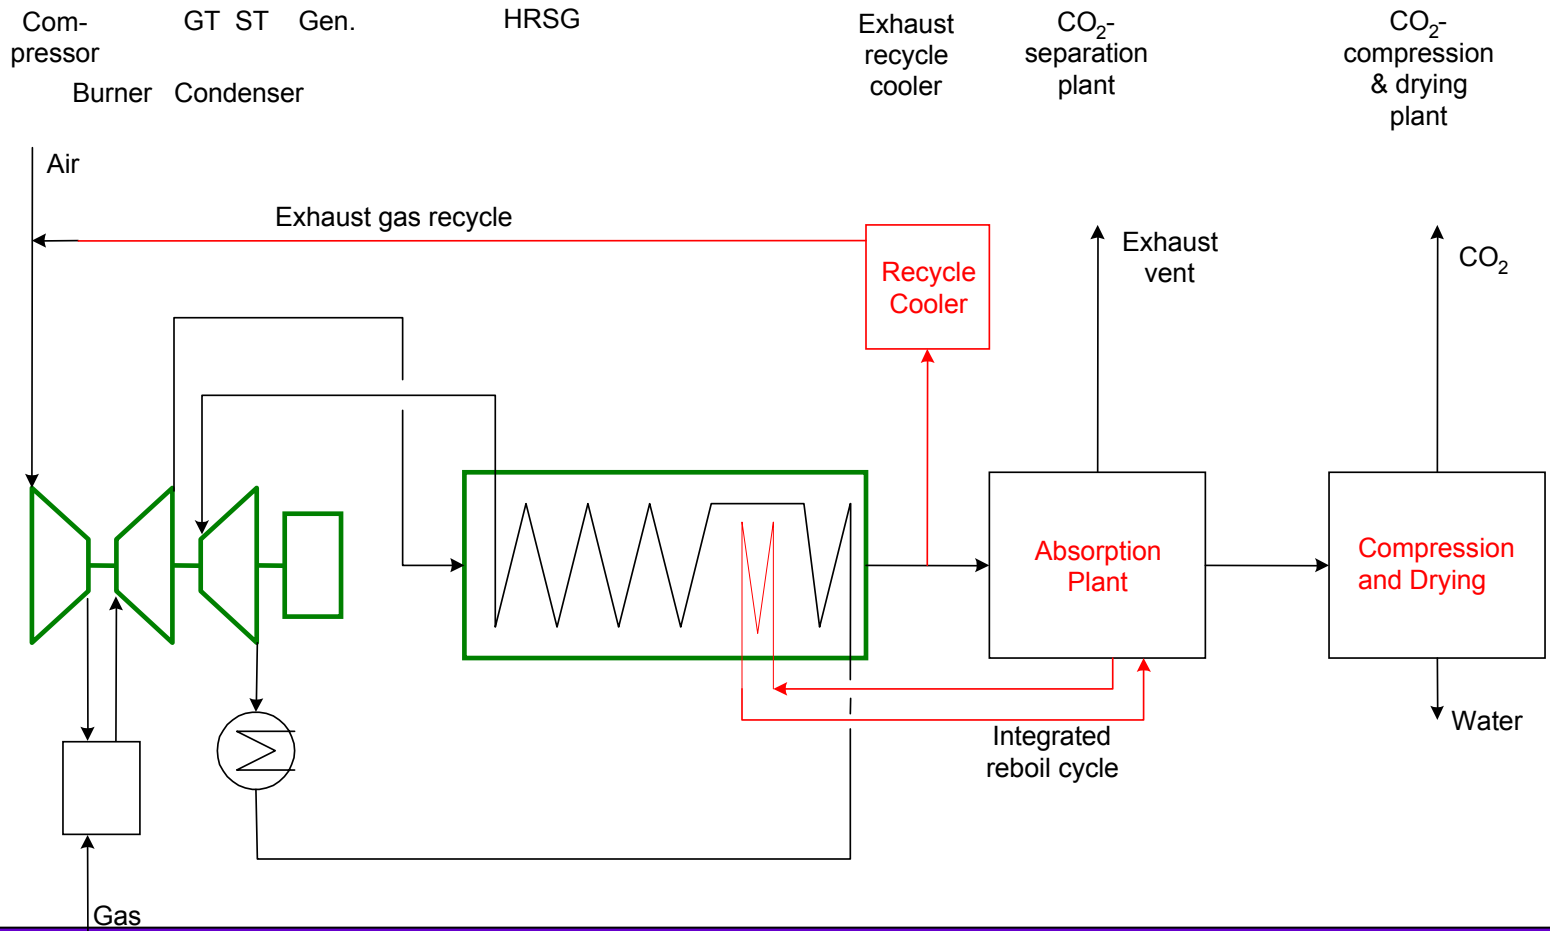 Com-
pressor
GT ST Gen.
HRSG
Exhaust
recycle
cooler
CO₂-
separation
plant
CO₂-
compression
& drying
plant
Burner Condenser
Air
Exhaust gas recycle
Recycle
Cooler
Exhaust
vent
CO₂
Absorption
Plant
Compression
and Drying
Integrated
reboil cycle
Water
Gas